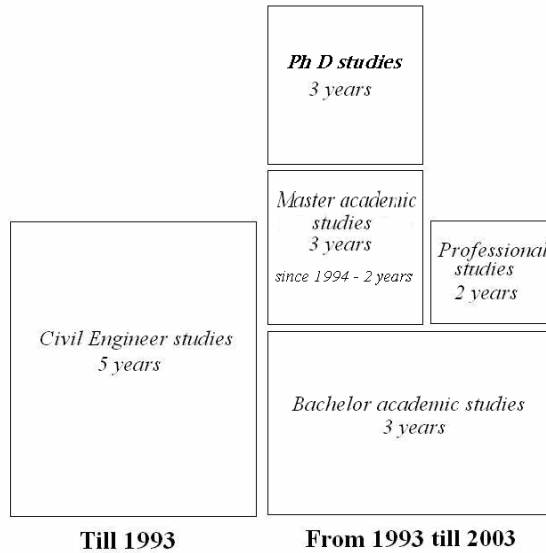 Ph D studies
3 years
Master academic
studies
3 years
since 1994 - 2 years
Professional
studies
2 years
Civil Engineer studies
5 years
Bachelor academic studies
3 years
Till 1993
From 1993 till 2003